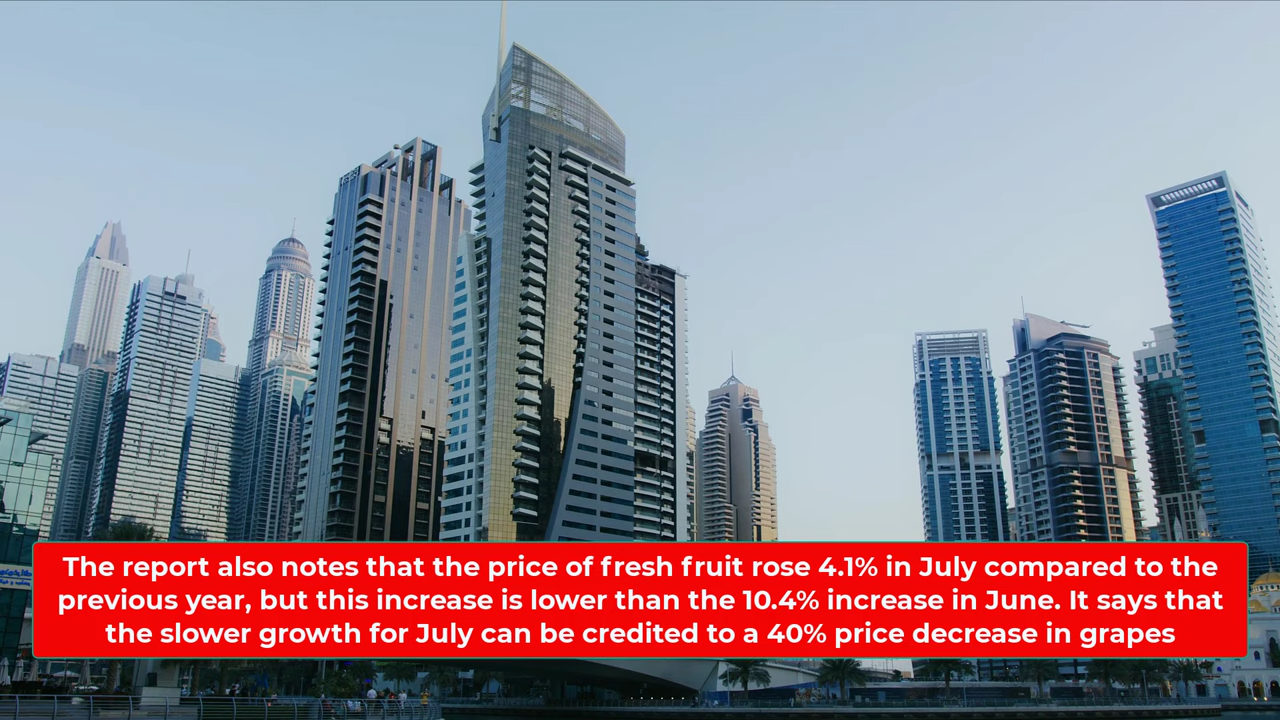 The report also notes that the price of fresh fruit rose 4.1% in July compared to the
previous year, but this increase is lower than the 10.4% increase in June. It says that
the slower growth for July can be credited to a 40% price decrease in grapes